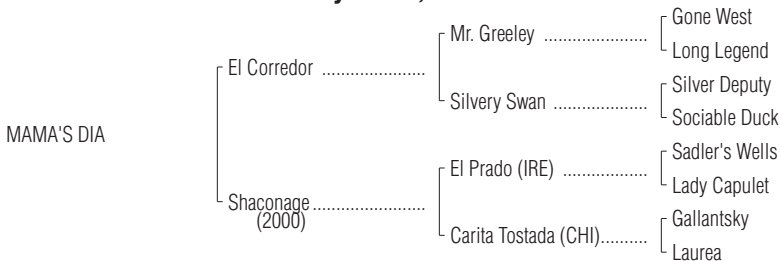 Gone West
Mr. Greeley ......................
Long Legend
El Corredor ......................
Silver Deputy
Silvery Swan ....................
Sociable Duck
MAMA'S DIA
Sadler's Wells
El Prado (IRE) ..................
Lady Capulet
Shaconage ........................
(2000)
Gallantsky
Carita Tostada (CHI)..........
Laurea